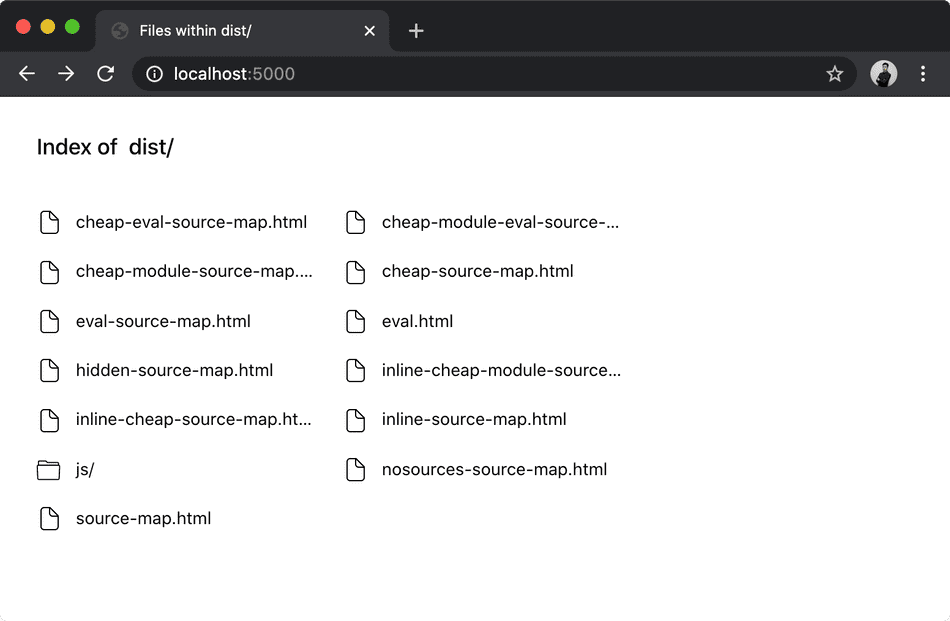 Files within dist/
localhost:5000
Index of dist/
cheap-eval-source-map.html cheap-module-eval-source-...
cheap-module-source-map.... cheap-source-map.html
eval-source-map.html eval.html
hidden-source-map.html inline-cheap-module-source...
inline-cheap-source-map.ht... inline-source-map.html
js/ nosources-source-map.html
source-map.html